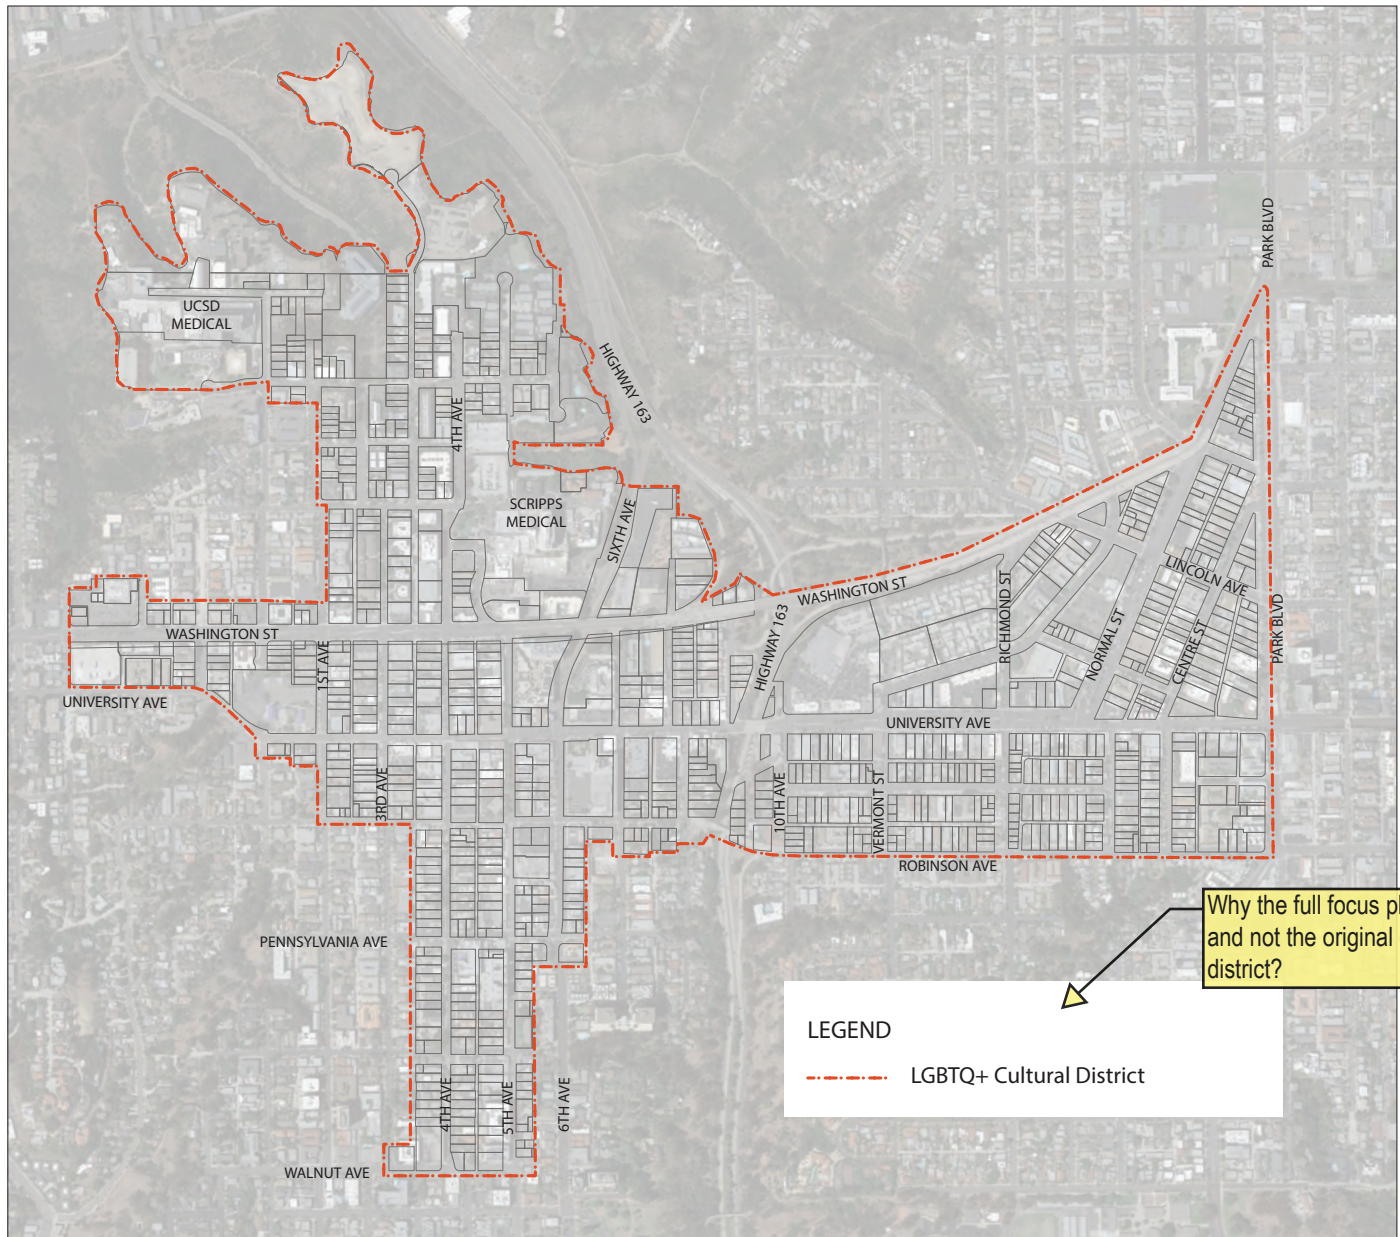 PARK BLVD
UCSD
MEDICAL
HIGHWAY 163
4TH AVE
SCRIPPS
MEDICAL
SIXTH AVE
WASHINGTON ST
LINCOLN AVE
RICHMOND ST
NORMAL ST
CENTRE ST
PARK BLVD
WASHINGTON ST
1ST AVE
HIGHWAY 163
UNIVERSITY AVE
UNIVERSITY AVE
3RD AVE
10TH AVE
VERMONT ST
ROBINSON AVE
PENNSYLVANIA AVE
Why the full focus
and not the original
district?
LEGEND
LGBTQ+ Cultural District
4TH AVE
5TH AVE
6TH AVE
WALNUT AVE